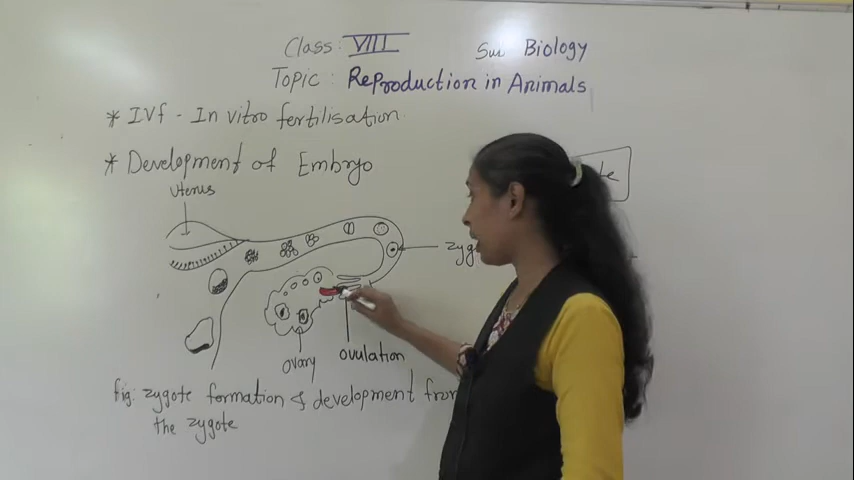 Class: VIII
Sub Biology
Topic: Reproduction in Animals
* IVf - In vitro fertilisation.
* Development of Embryo
Uterus
ovary
ovulation
fig: zygote formation & development from
the zygote